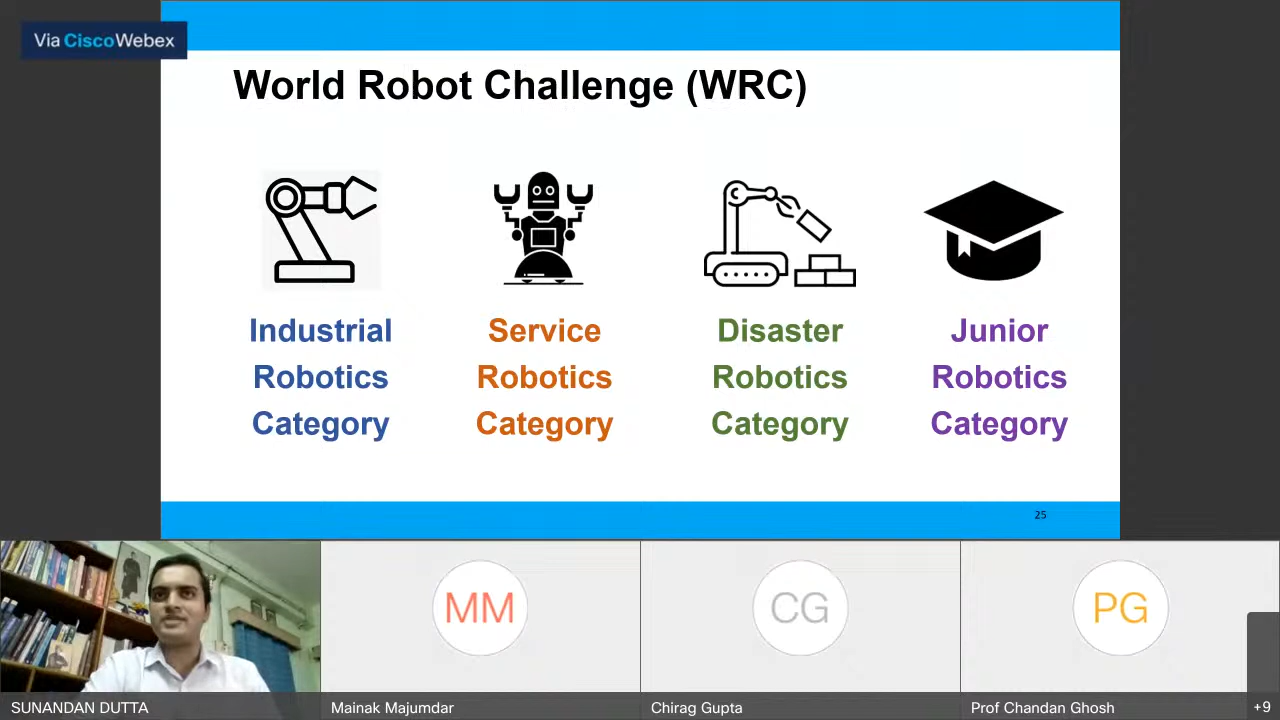 Via CiscoWebex
World Robot Challenge (WRC)
Industrial
Robotics
Category
Service
Robotics
Category
Disaster
Robotics
Category
Junior
Robotics
Category
25
MM
CG
PG
SUNANDAN DUTTA
Mainak Majumdar
Chirag Gupta
Prof Chandan Ghosh
+9